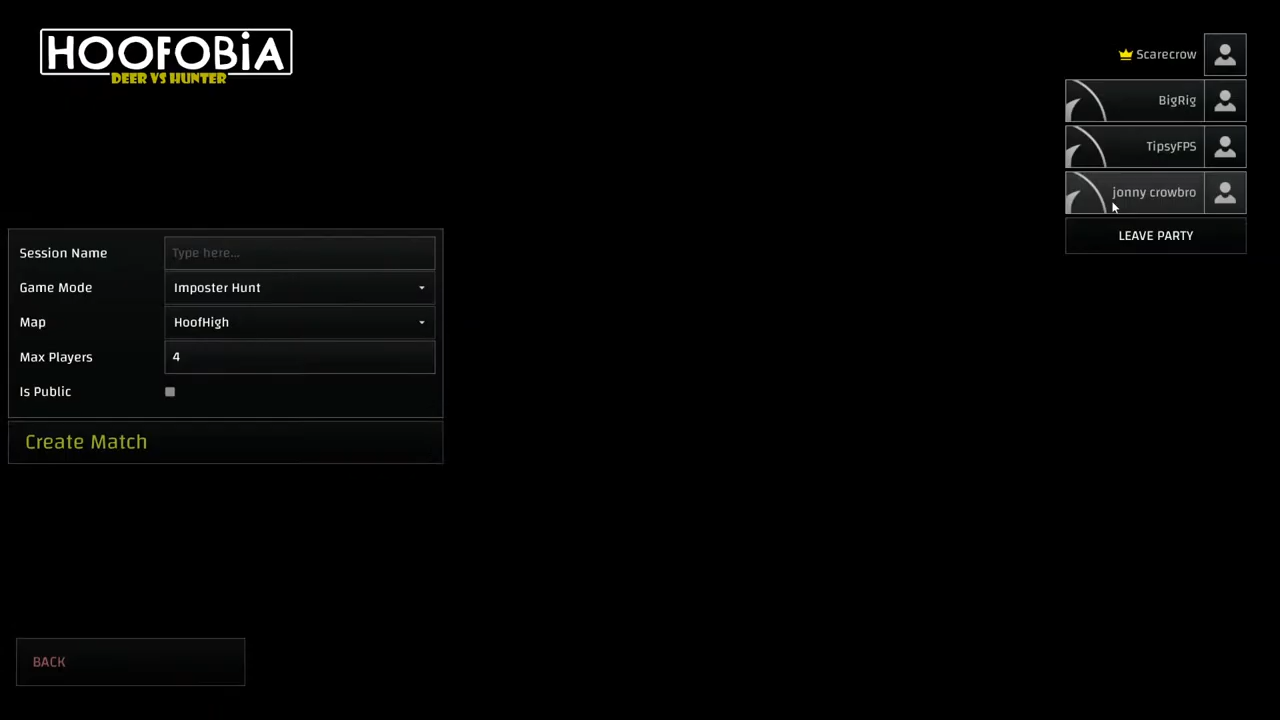 HOOFOBiA
DEER VS HUNTER
Scarecrow
BigRig
TipsyFPS
jonny crowbro
LEAVE PARTY
Session Name Type here...
Game Mode Imposter Hunt
Map HoofHigh
Max Players 4
Is Public
Create Match
BACK